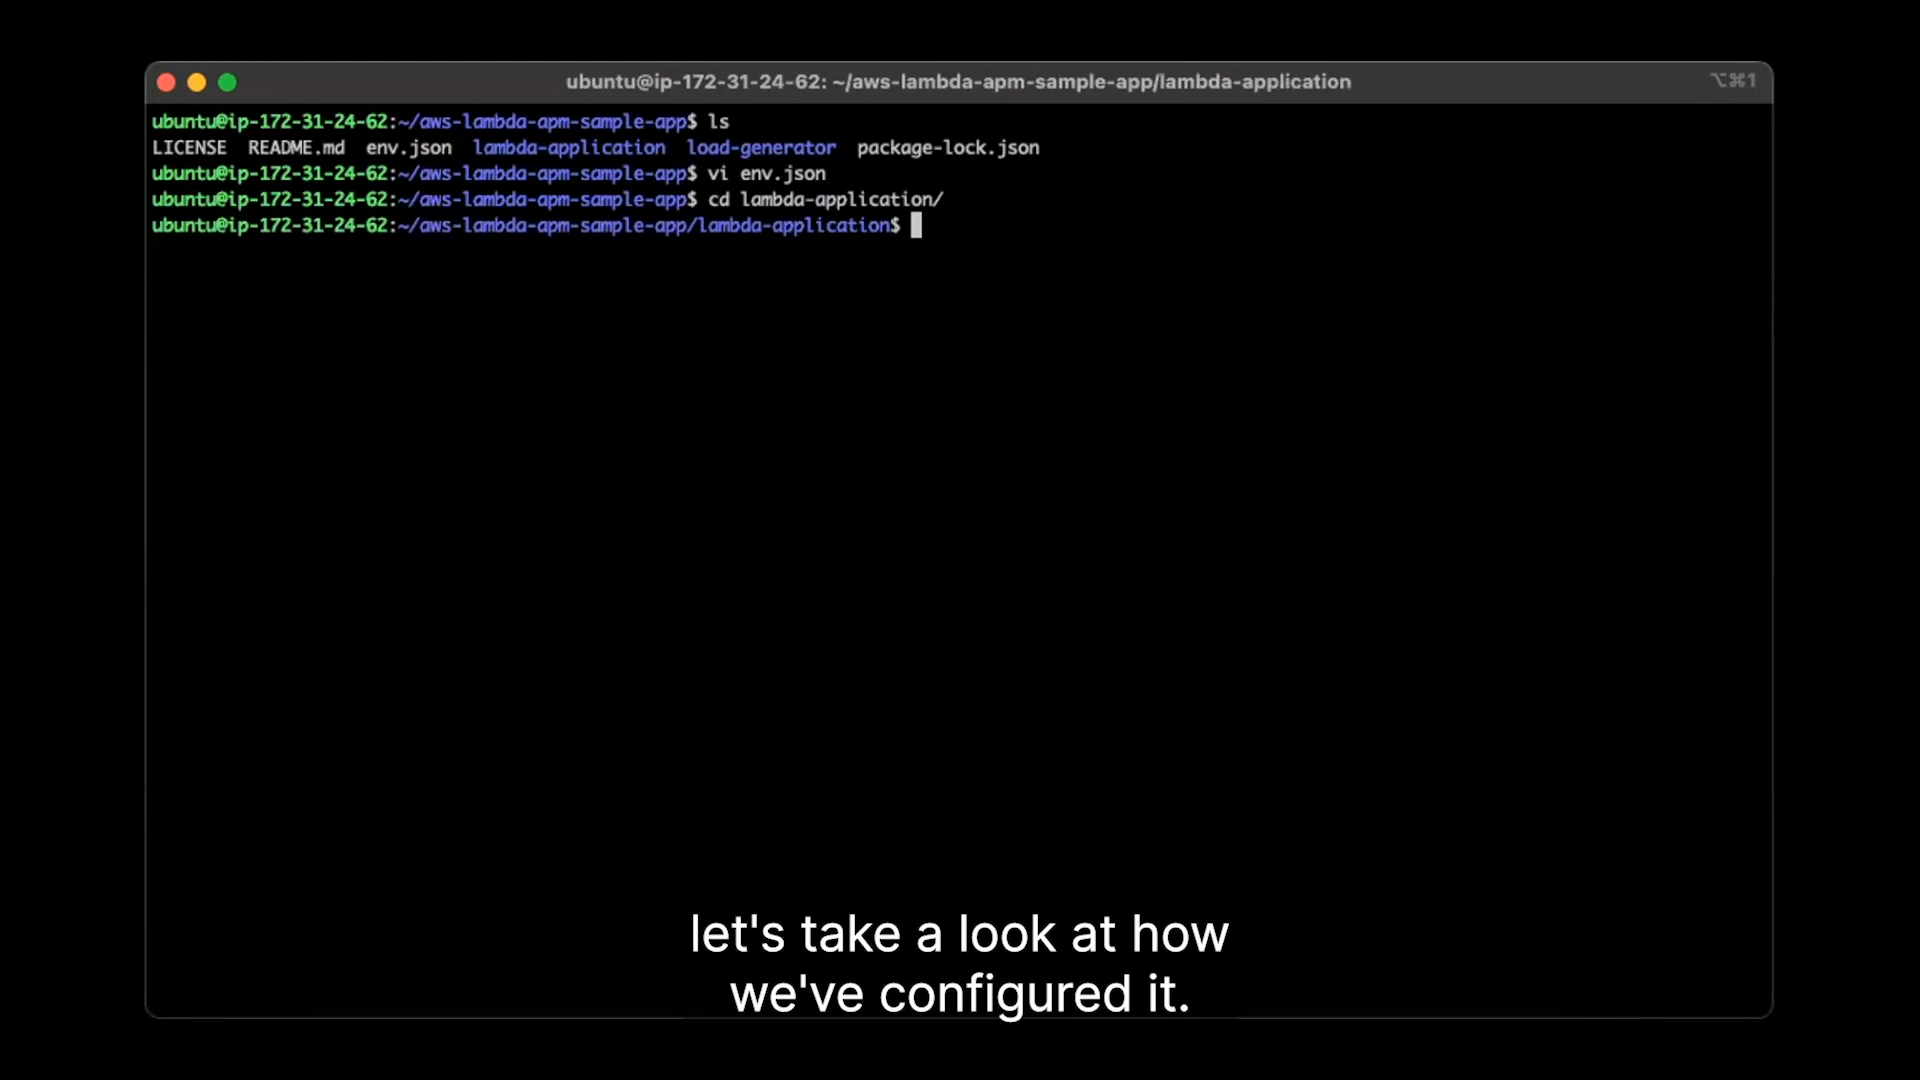 ubuntu@ip-172-31-24-62: ~/aws-lambda-apm-sample-app/lambda-application
⌥⌘1
ubuntu@ip-172-31-24-62:~/aws-lambda-apm-sample-app$ ls
LICENSE README.md env.json lambda-application load-generator package-lock.json
ubuntu@ip-172-31-24-62:~/aws-lambda-apm-sample-app$ vi env.json
ubuntu@ip-172-31-24-62:~/aws-lambda-apm-sample-app$ cd lambda-application/
ubuntu@ip-172-31-24-62:~/aws-lambda-apm-sample-app/lambda-application$
let's take a look at how
we've configured it.